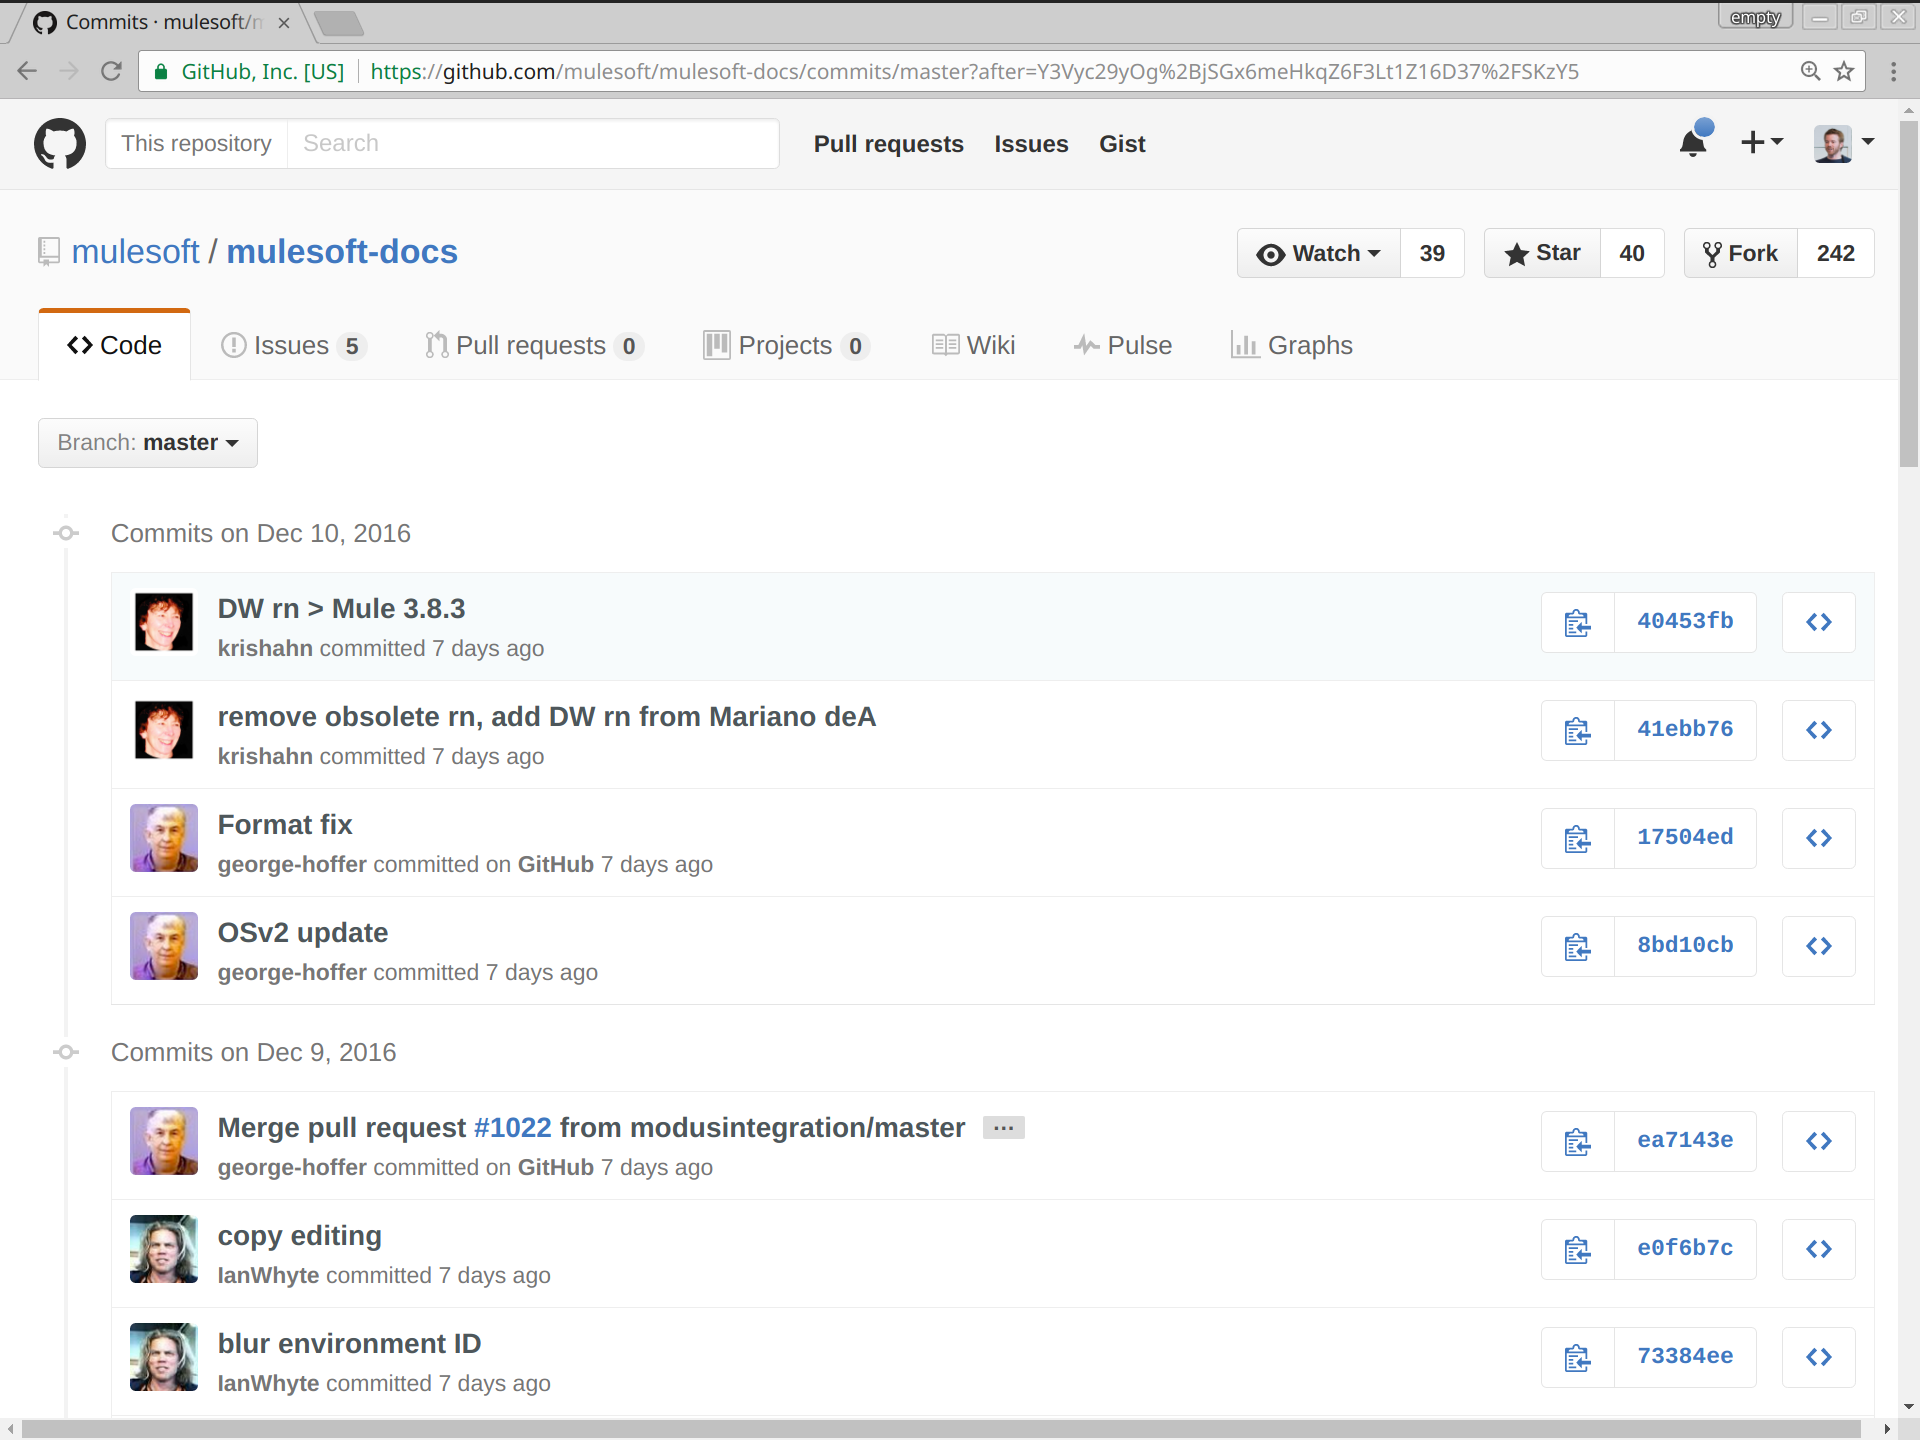 Commits · mulesoft/m
empty
GitHub, Inc. [US] https://github.com/mulesoft/mulesoft-docs/commits/master?after=Y3Vyc29yOg%2BjSGx6meHkqZ6F3Lt1Z16D37%2FSKzY5
This repository Search Pull requests Issues Gist
mulesoft / mulesoft-docs Watch 39 Star 40 Fork 242
Code Issues 5 Pull requests 0 Projects 0 Wiki Pulse Graphs
Branch: master
Commits on Dec 10, 2016
DW rn > Mule 3.8.3
krishahn committed 7 days ago
40453fb
remove obsolete rn, add DW rn from Mariano deA
krishahn committed 7 days ago
41ebb76
Format fix
george-hoffer committed on GitHub 7 days ago
17504ed
OSv2 update
george-hoffer committed 7 days ago
8bd10cb
Commits on Dec 9, 2016
Merge pull request #1022 from modusintegration/master …
george-hoffer committed on GitHub 7 days ago
ea7143e
copy editing
IanWhyte committed 7 days ago
e0f6b7c
blur environment ID
IanWhyte committed 7 days ago
73384ee